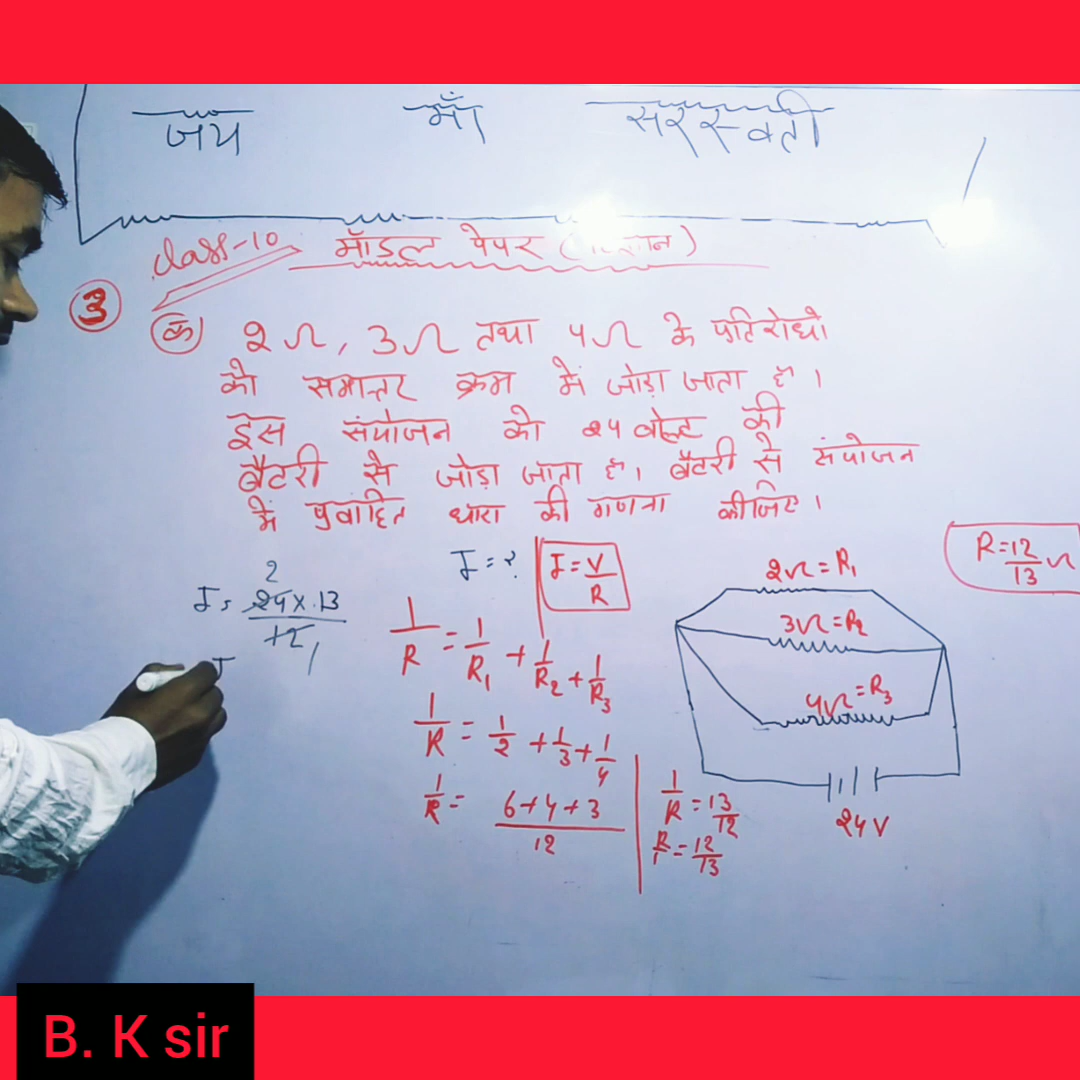 जय माँ सरस्वती
Class-10 मॉडल पेपर (विज्ञान)
3
(क) 2Ω, 3Ω तथा 4Ω के प्रतिरोधो
को समान्तर क्रम में जोड़ा जाता है।
इस संयोजन को 24 वोल्ट की
बैटरी से जोड़ा जाता है। बैटरी से संयोजन
में प्रवाहित धारा की गणना कीजिए।
I = ?
I = V/R
1/R = 1/R₁ + 1/R₂ + 1/R₃
1/R = 1/2 + 1/3 + 1/4
1/R = 6+4+3/12
1/R = 13/12
R/1 = 12/13
2Ω = R₁
3Ω = R₂
4Ω = R₃
24V
R = 12/13 Ω
2
I = 24 × 13/12
1
I
B. K sir